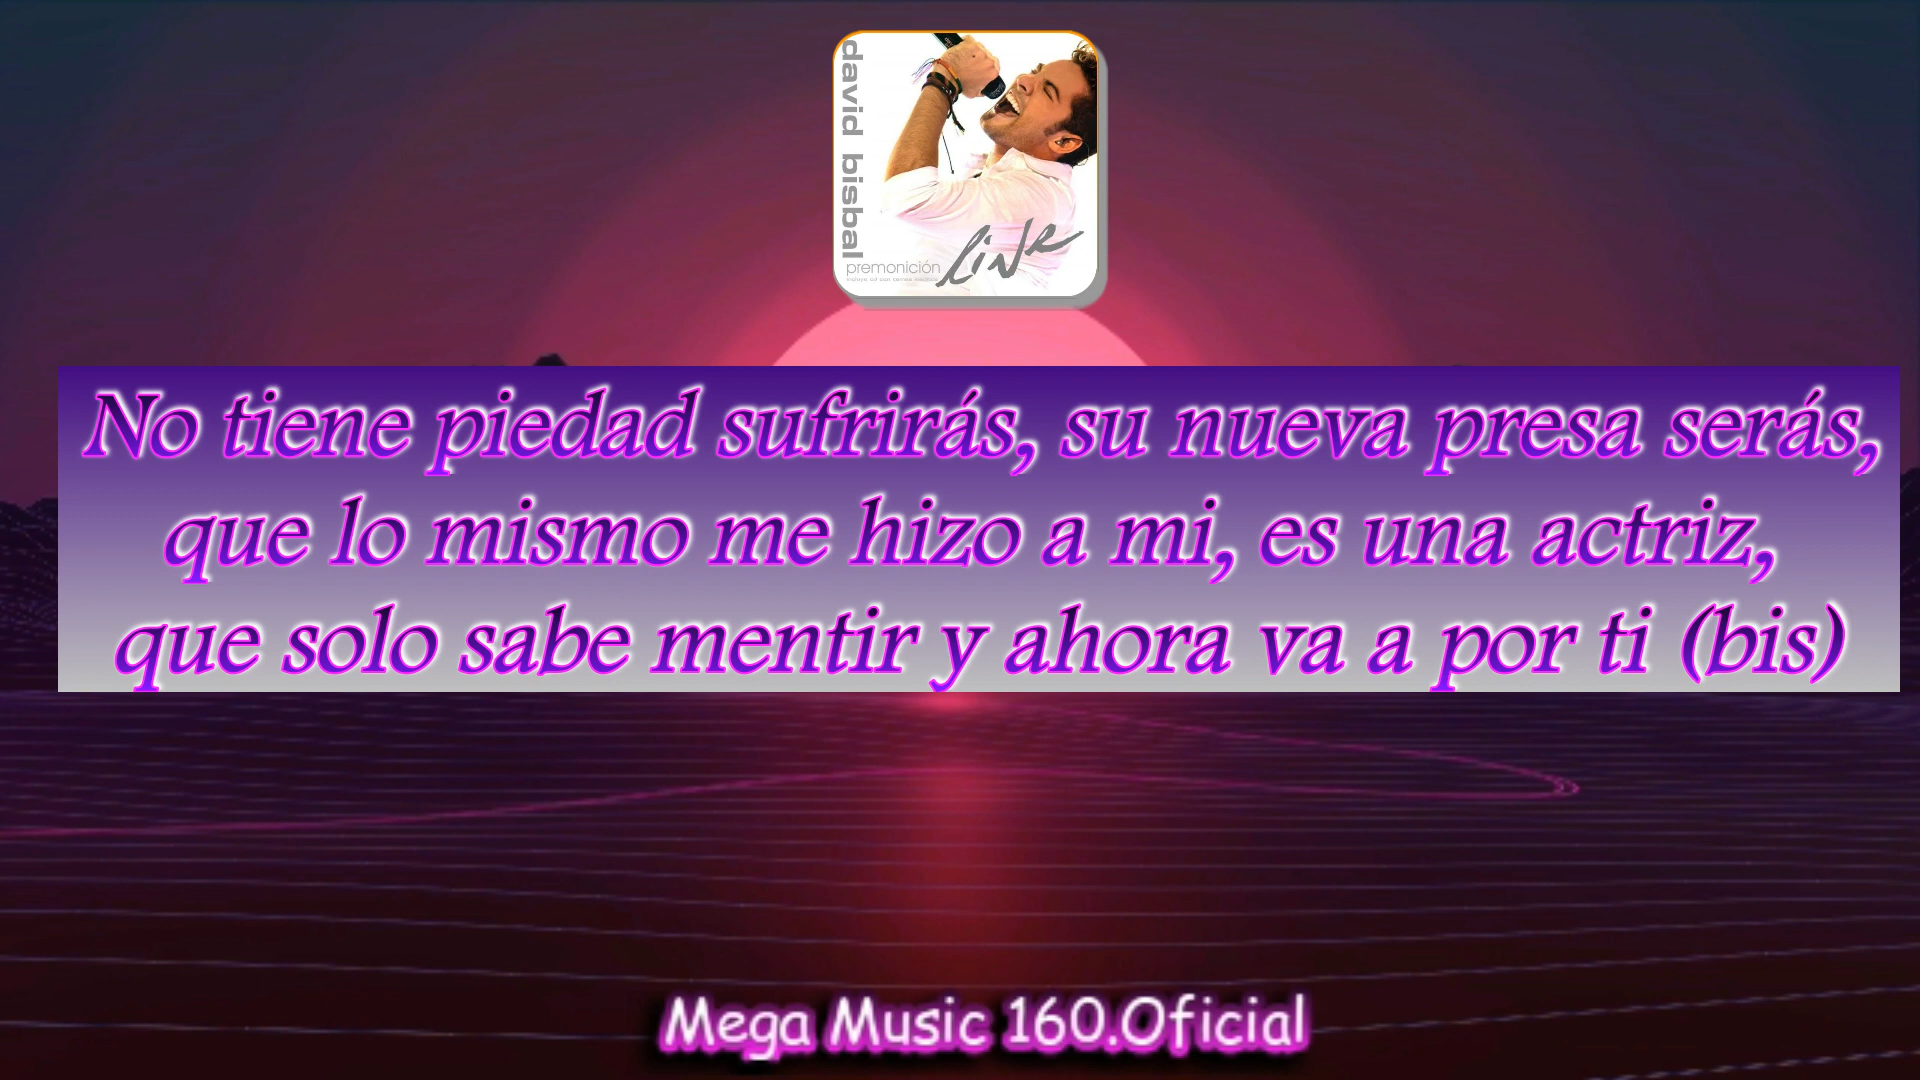 david bisbal
premonición
live
No tiene piedad sufrirás, su nueva presa serás,
que lo mismo me hizo a mi, es una actriz,
que solo sabe mentir y ahora va a por ti (bis)
Mega Music 160.Oficial